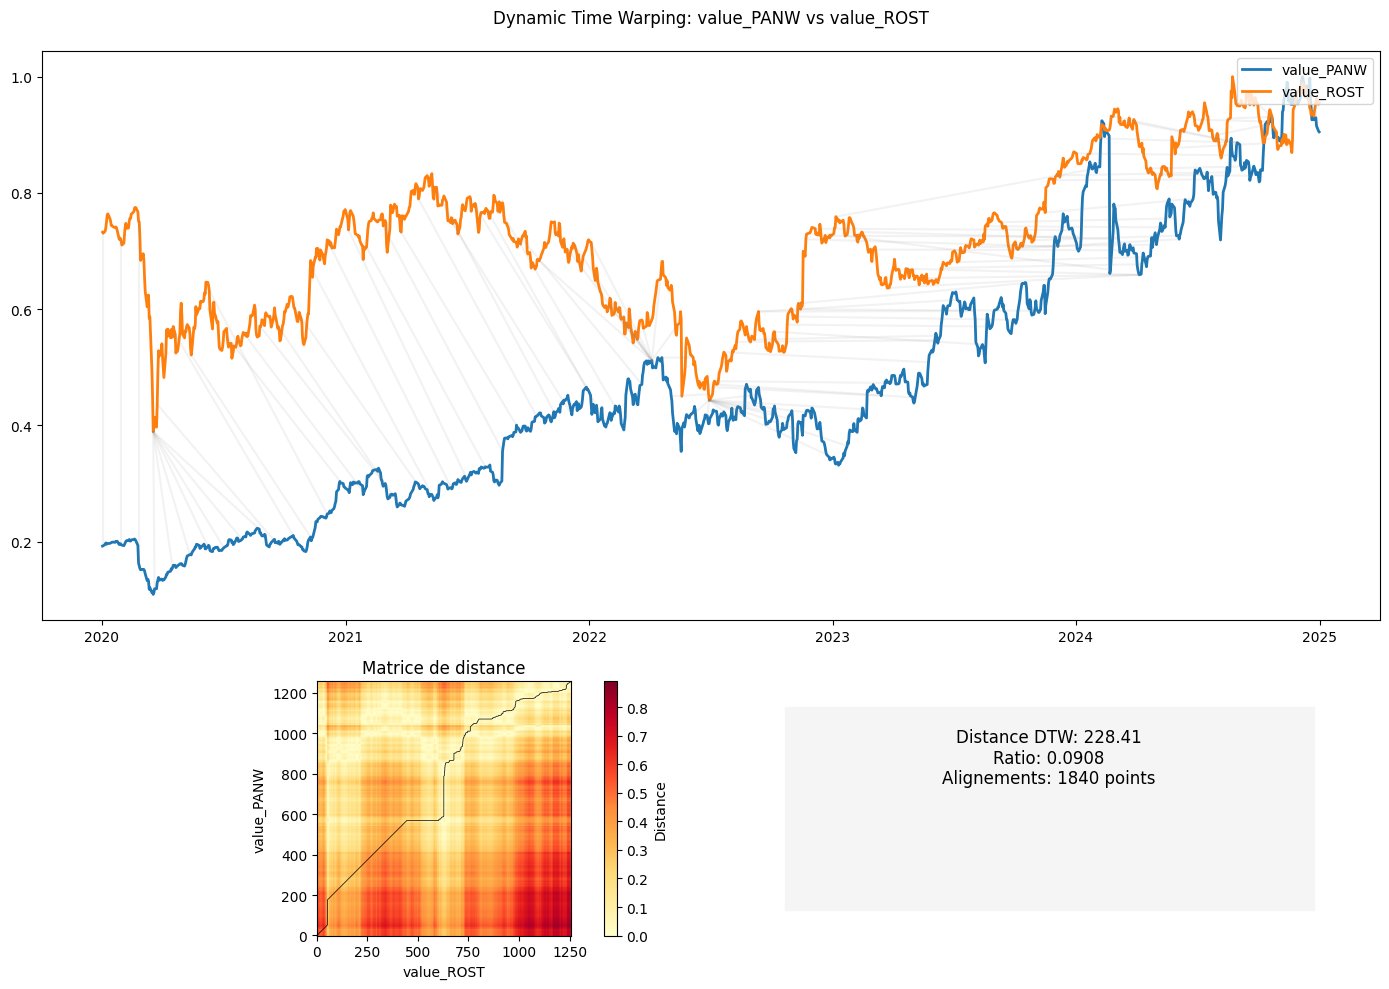 Dynamic Time Warping: value_PANW vs value_ROST
1.0
0.8
0.6
0.4
0.2
value_PANW
value_ROST
2020 2021 2022 2023 2024 2025
Matrice de distance
1200
1000
800
600
400
200
0
value_PANW
0 250 500 750 1000 1250
value_ROST
0.8
0.7
0.6
0.5
0.4
0.3
0.2
0.1
0.0
Distance
Distance DTW: 228.41
Ratio: 0.0908
Alignements: 1840 points